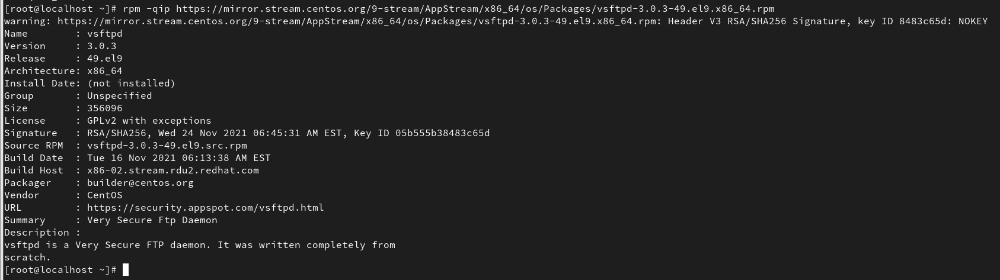 [root@localhost ~]# rpm -qip https://mirror.stream.centos.org/9-stream/AppStream/x86_64/os/Packages/vsftpd-3.0.3-49.el9.x86_64.rpm
warning: https://mirror.stream.centos.org/9-stream/AppStream/x86_64/os/Packages/vsftpd-3.0.3-49.el9.x86_64.rpm: Header V3 RSA/SHA256 Signature, key ID 8483c65d: NOKEY
Name        : vsftpd
Version     : 3.0.3
Release     : 49.el9
Architecture: x86_64
Install Date: (not installed)
Group       : Unspecified
Size        : 356096
License     : GPLv2 with exceptions
Signature   : RSA/SHA256, Wed 24 Nov 2021 06:45:31 AM EST, Key ID 05b555b38483c65d
Source RPM  : vsftpd-3.0.3-49.el9.src.rpm
Build Date  : Tue 16 Nov 2021 06:13:38 AM EST
Build Host  : x86-02.stream.rdu2.redhat.com
Packager    : builder@centos.org
Vendor      : CentOS
URL         : https://security.appspot.com/vsftpd.html
Summary     : Very Secure Ftp Daemon
Description :
vsftpd is a Very Secure FTP daemon. It was written completely from
scratch.
[root@localhost ~]#